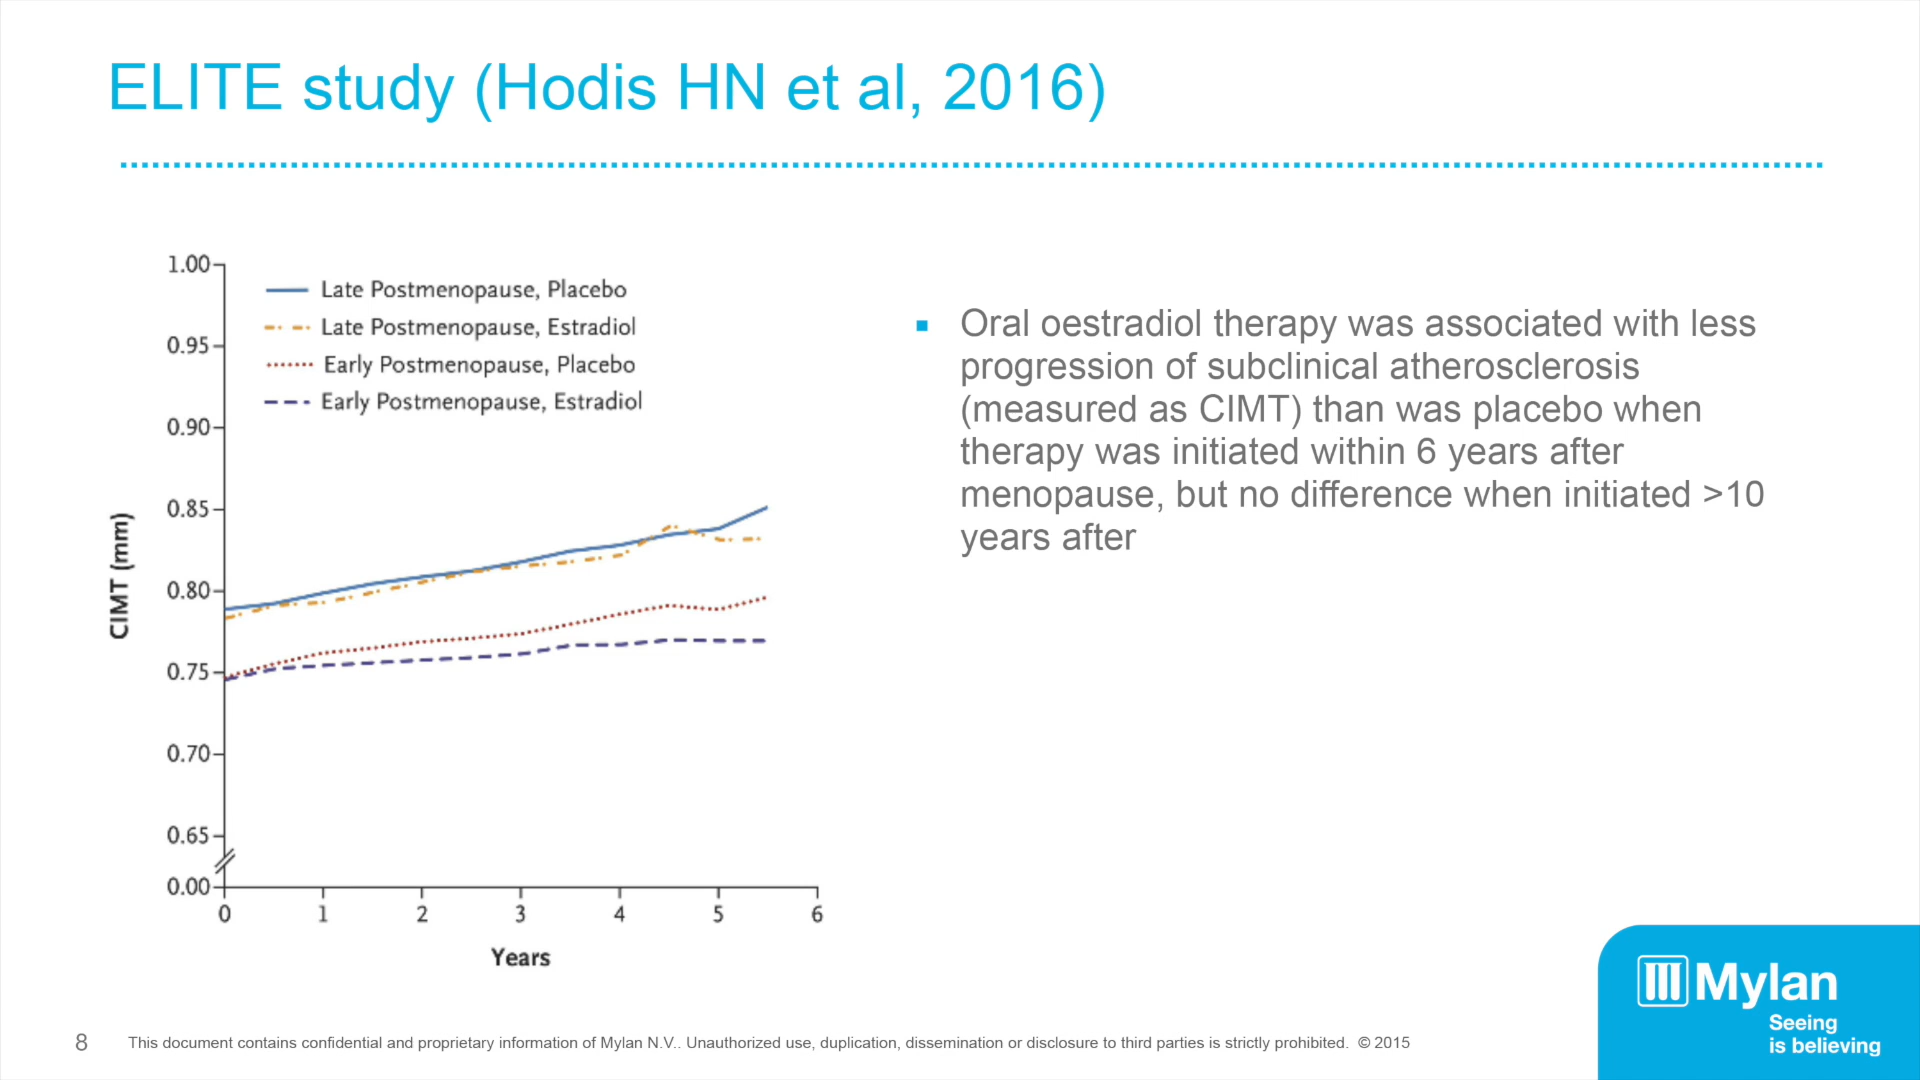 ELITE study (Hodis HN et al, 2016)
1.00
0.95
0.90
0.85
0.80
0.75
0.70
0.65
0.00
CIMT (mm)
Late Postmenopause, Placebo
Late Postmenopause, Estradiol
Early Postmenopause, Placebo
Early Postmenopause, Estradiol
0 1 2 3 4 5 6
Years
Oral oestradiol therapy was associated with less
progression of subclinical atherosclerosis
(measured as CIMT) than was placebo when
therapy was initiated within 6 years after
menopause, but no difference when initiated >10
years after
Mylan
Seeing
is believing
8 This document contains confidential and proprietary information of Mylan N.V.. Unauthorized use, duplication, dissemination or disclosure to third parties is strictly prohibited. © 2015